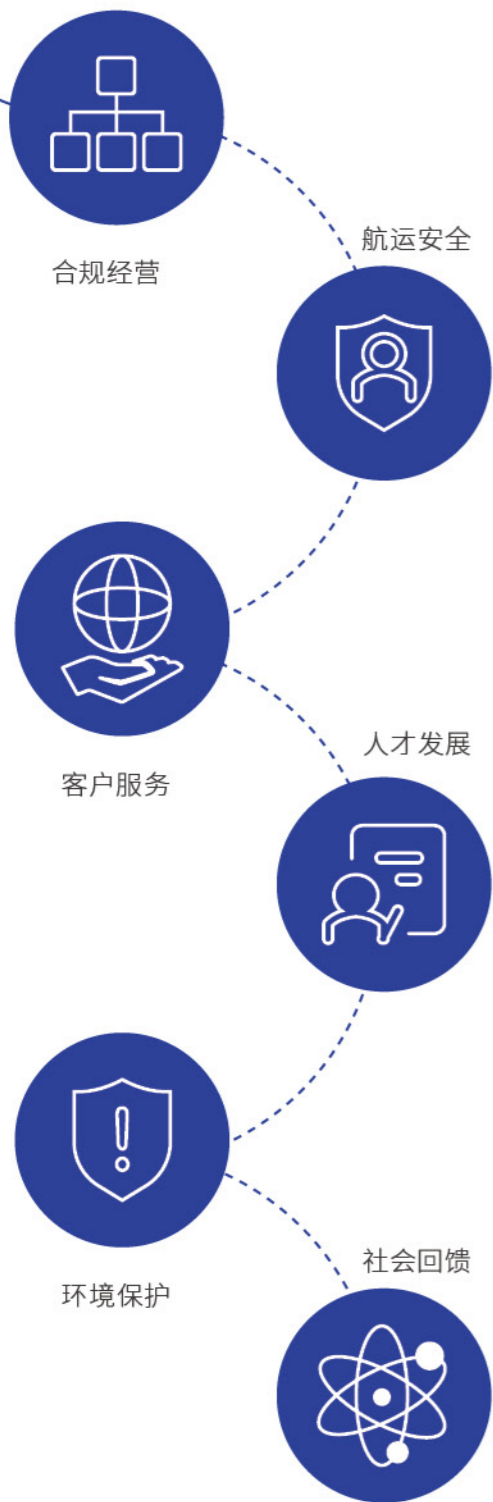 合规经营
航运安全
客户服务
人才发展
环境保护
社会回馈